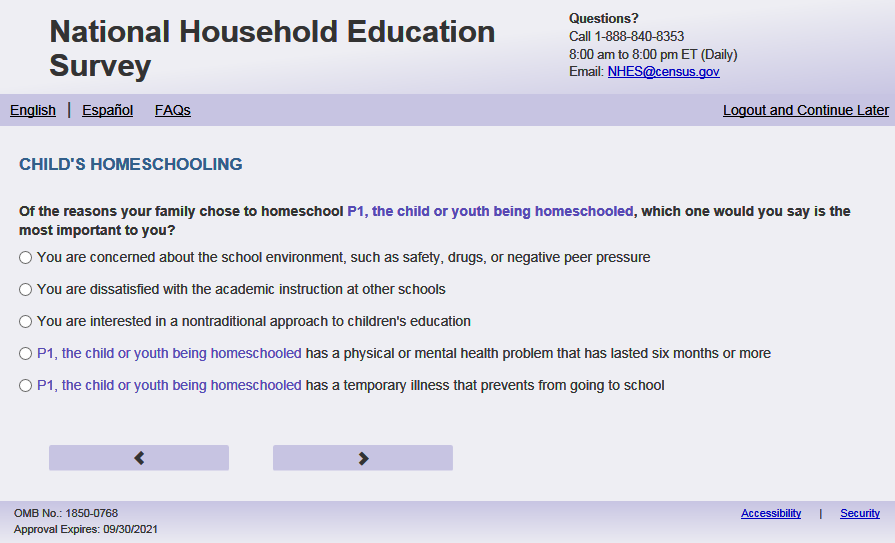 National Household Education
Survey
Questions?
Call 1-888-840-8353
8:00 am to 8:00 pm ET (Daily)
Email: NHES@census.gov
English | Español FAQs
Logout and Continue Later
CHILD'S HOMESCHOOLING
Of the reasons your family chose to homeschool P1, the child or youth being homeschooled, which one would you say is the
most important to you?
You are concerned about the school environment, such as safety, drugs, or negative peer pressure
You are dissatisfied with the academic instruction at other schools
You are interested in a nontraditional approach to children's education
P1, the child or youth being homeschooled has a physical or mental health problem that has lasted six months or more
P1, the child or youth being homeschooled has a temporary illness that prevents from going to school
OMB No.: 1850-0768
Approval Expires: 09/30/2021
Accessibility | Security